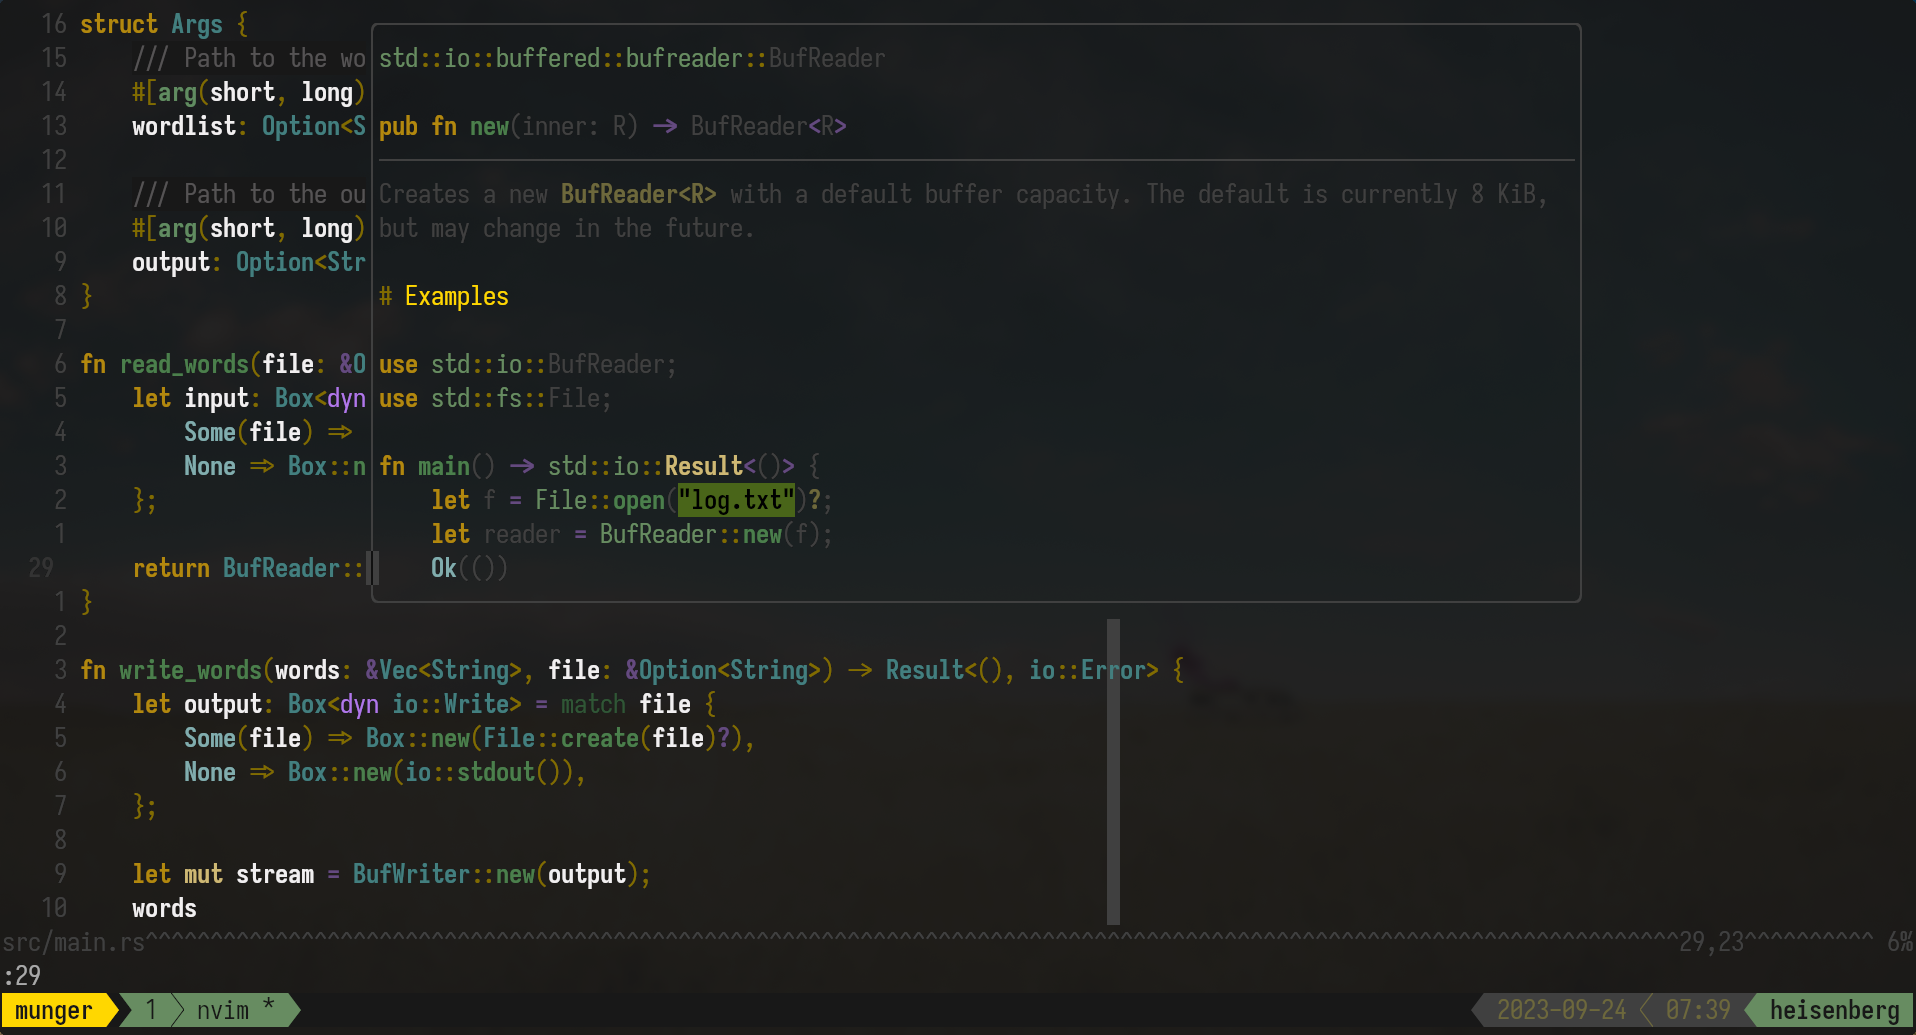 16 struct Args {
15     /// Path to the wo
std::io::buffered::bufreader::BufReader
14     #[arg(short, long)
13     wordlist: Option<S
pub fn new(inner: R) -> BufReader<R>
12
11     /// Path to the ou
Creates a new BufReader<R> with a default buffer capacity. The default is currently 8 KiB,
10     #[arg(short, long)
but may change in the future.
9     output: Option<Str
8 }
# Examples
7
6 fn read_words(file: &O
use std::io::BufReader;
5     let input: Box<dyn
use std::fs::File;
4         Some(file) =>
3         None => Box::n
fn main() -> std::io::Result<()> {
2     };
    let f = File::open("log.txt")?;
1
    let reader = BufReader::new(f);
29     return BufReader::
    Ok(())
1 }
2
3 fn write_words(words: &Vec<String>, file: &Option<String>) -> Result<(), io::Error> {
4     let output: Box<dyn io::Write> = match file {
5         Some(file) => Box::new(File::create(file)?),
6         None => Box::new(io::stdout()),
7     };
8
9     let mut stream = BufWriter::new(output);
10     words
src/main.rs^^^^^^^^^^^^^^^^^^^^^^^^^^^^^^^^^^^^^^^^^^^^^^^^^^^^^^^^^^^^^^^^^^^^^^^^^^^^^^^^^^^^^^^^^^^^^^^^^^^^^^^^^^^^^^^^^^^^^^^^^^29,23^^^^^^^^^^ 6%
:29
munger 1 nvim * 2023-09-24 07:39 heisenberg